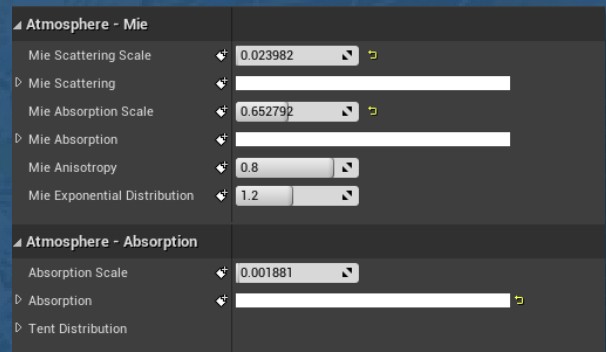 Atmosphere - Mie
Mie Scattering Scale 0.023982
Mie Scattering
Mie Absorption Scale 0.652792
Mie Absorption
Mie Anisotropy 0.8
Mie Exponential Distribution 1.2
Atmosphere - Absorption
Absorption Scale 0.001881
Absorption
Tent Distribution